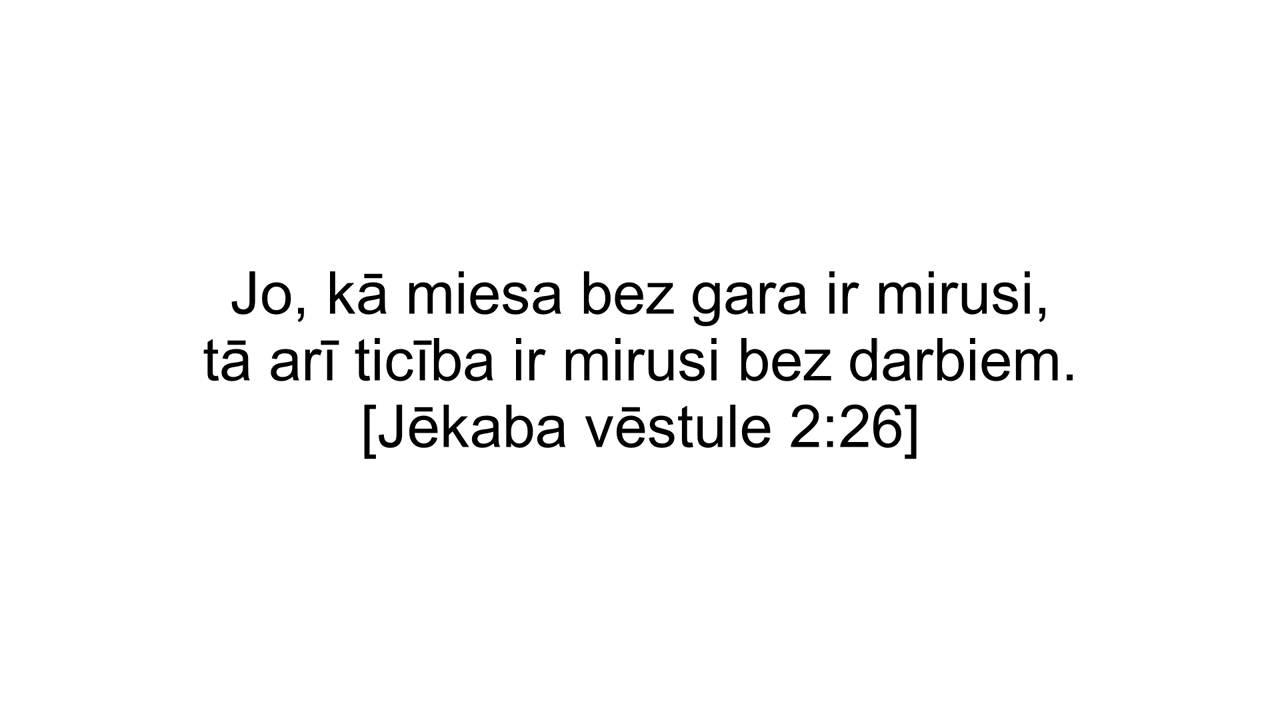 Jo, kā miesa bez gara ir mirusi,
tā arī ticība ir mirusi bez darbiem.
[Jēkaba vēstule 2:26]